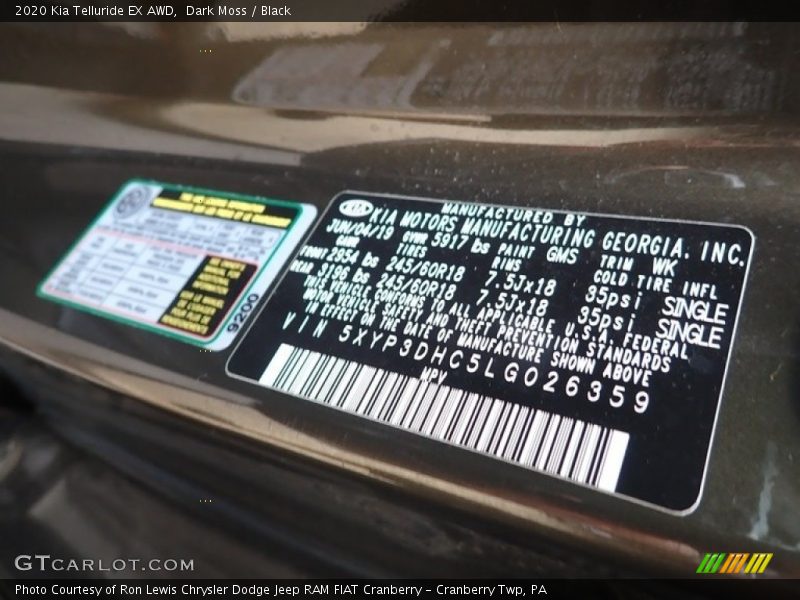 2020 Kia Telluride EX AWD, Dark Moss / Black
9200
MANUFACTURED BY
KIA KIA MOTORS MANUFACTURING GEORGIA, INC.
JUN/04/19 GVWR 5917 lbs PAINT GMS TRIM WK
GAWR TIRES RIMS COLD TIRE INFL
FRONT 2954 lbs 245/60R18 7.5Jx18 35psi SINGLE
REAR 3196 lbs 245/60R18 7.5Jx18 35psi SINGLE
THIS VEHICLE CONFORMS TO ALL APPLICABLE U.S.A. FEDERAL
MOTOR VEHICLE SAFETY AND THEFT PREVENTION STANDARDS
IN EFFECT ON THE DATE OF MANUFACTURE SHOWN ABOVE
VIN 5XYP3DHC5LG026359
MPV
GTCARLOT.COM
Photo Courtesy of Ron Lewis Chrysler Dodge Jeep RAM FIAT Cranberry – Cranberry Twp, PA